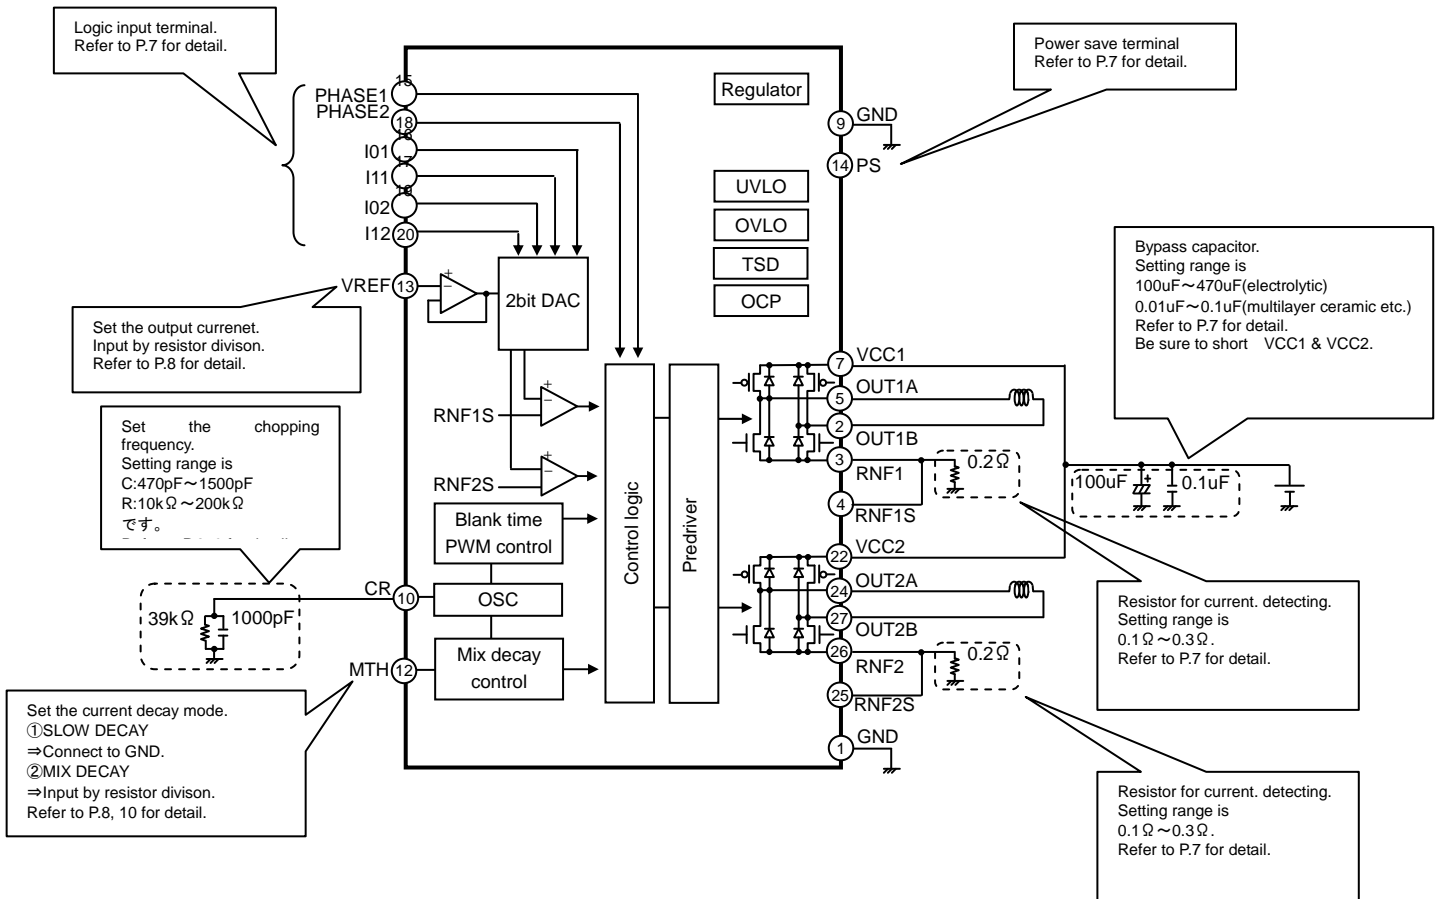 Logic input terminal.
Refer to P.7 for detail.
Power save terminal
Refer to P.7 for detail.
15
PHASE1
PHASE2
18
16
I01
17
I11
19
I02
I12
20
VREF
13
Regulator
UVLO
OVLO
TSD
OCP
9
GND
14
PS
2bit DAC
+
−
Set the output currenet.
Input by resistor divison.
Refer to P.8 for detail.
Bypass capacitor.
Setting range is
100uF～470uF(electrolytic)
0.01uF～0.1uF(multilayer ceramic etc.)
Refer to P.7 for detail.
Be sure to short VCC1 & VCC2.
Set the chopping
frequency.
Setting range is
C:470pF～1500pF
R:10kΩ～200kΩ
です。
RNF1S
+
−
RNF2S
+
−
Blank time
PWM control
OSC
Mix decay
control
Control logic
Predriver
7
VCC1
5
OUT1A
2
OUT1B
3
RNF1
4
RNF1S
22
VCC2
24
OUT2A
27
OUT2B
26
RNF2
25
RNF2S
1
GND
0.2Ω
0.2Ω
100uF
+
0.1uF
CR
10
39kΩ
1000pF
MTH
12
Set the current decay mode.
①SLOW DECAY
⇒Connect to GND.
②MIX DECAY
⇒Input by resistor divison.
Refer to P.8, 10 for detail.
Resistor for current. detecting.
Setting range is
0.1Ω～0.3Ω.
Refer to P.7 for detail.
Resistor for current. detecting.
Setting range is
0.1Ω～0.3Ω.
Refer to P.7 for detail.